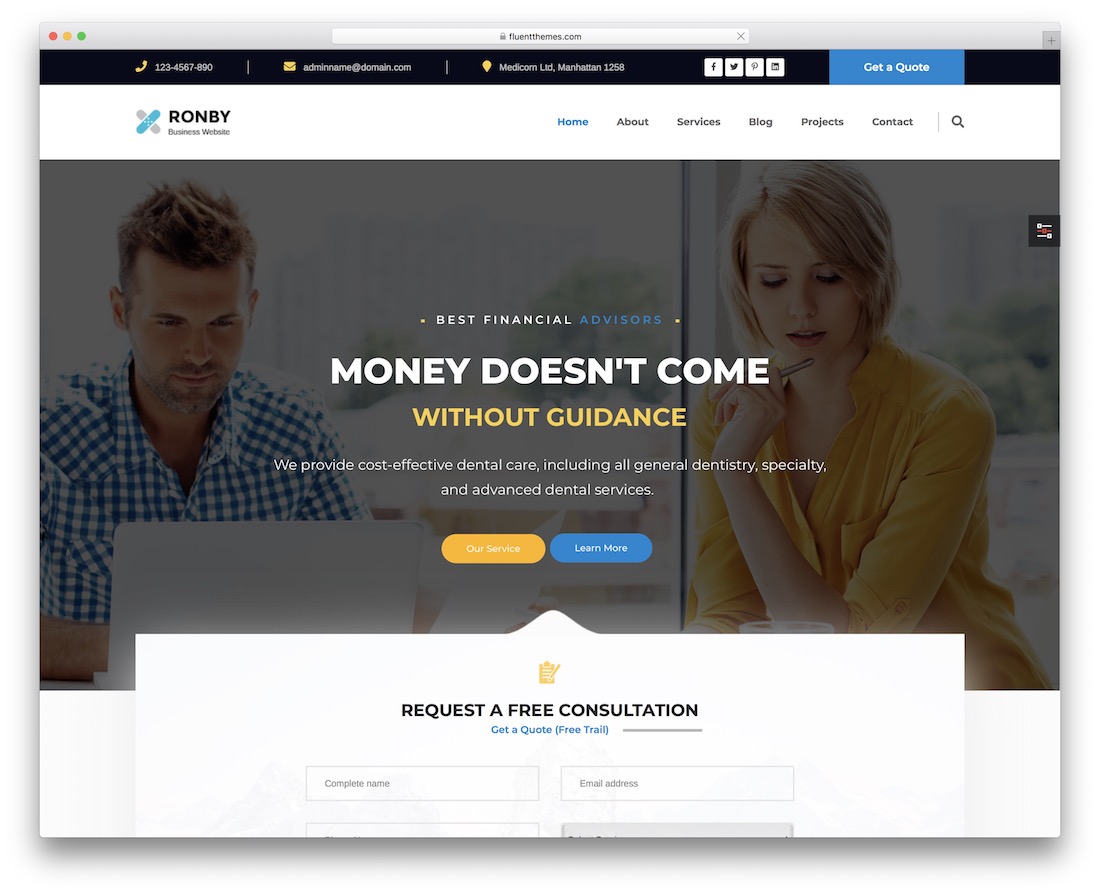 fluentthemes.com
123-4567-890
adminname@domain.com
Medicorn Ltd, Manhattan 1258
Get a Quote
RONBY
Business Website
Home About Services Blog Projects Contact
BEST FINANCIAL ADVISORS
MONEY DOESN'T COME
WITHOUT GUIDANCE
We provide cost-effective dental care, including all general dentistry, specialty,
and advanced dental services.
Our Service Learn More
REQUEST A FREE CONSULTATION
Get a Quote (Free Trail)
Complete name Email address